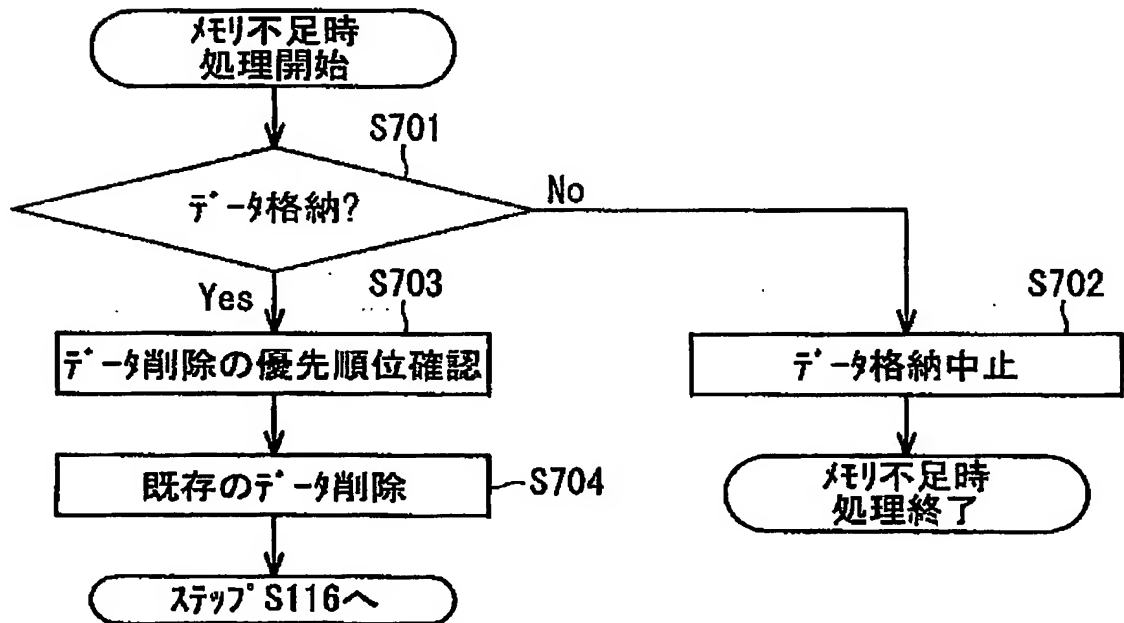 ﾒﾓﾘ不足時
処理開始
S701
ﾃﾞｰﾀ格納?
No
Yes
S703
ﾃﾞｰﾀ削除の優先順位確認
S702
ﾃﾞｰﾀ格納中止
既存のﾃﾞｰﾀ削除
S704
ﾒﾓﾘ不足時
処理終了
ｽﾃｯﾌﾟS116へ